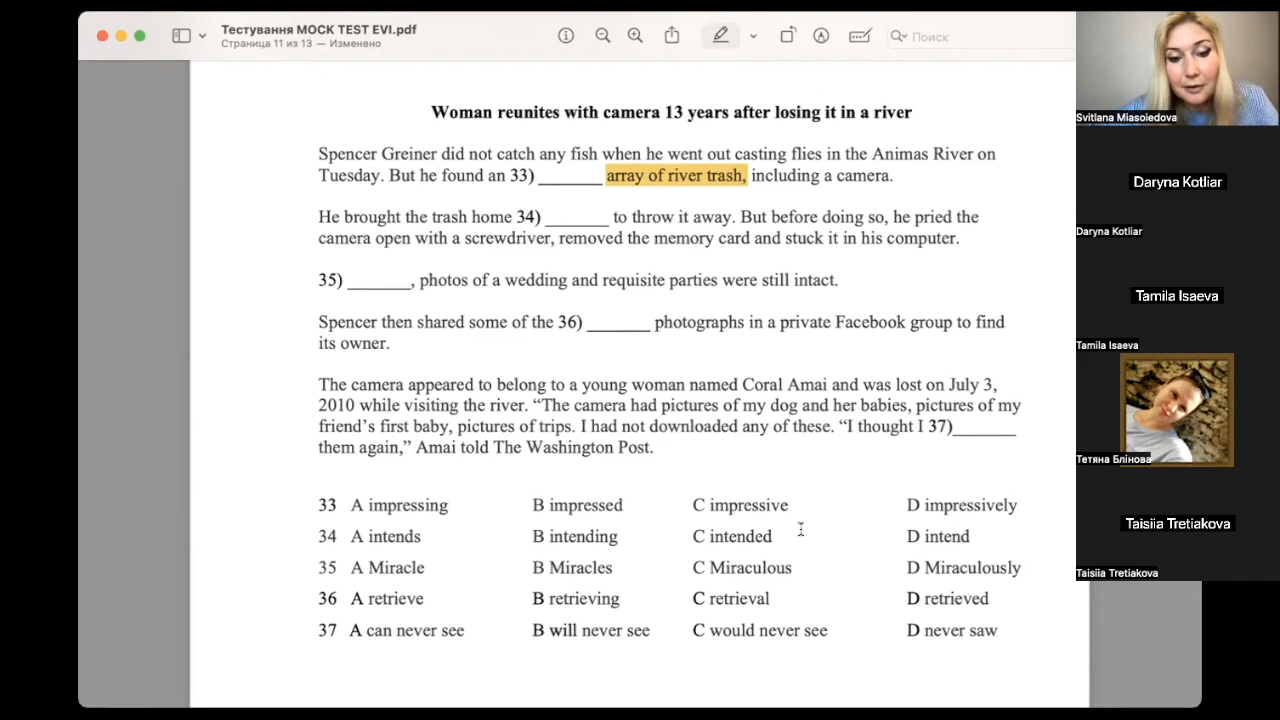 Тестування MOCK TEST EVI.pdf
Страница 11 из 13 — Изменено
Поиск
Woman reunites with camera 13 years after losing it in a river
Spencer Greiner did not catch any fish when he went out casting flies in the Animas River on
Tuesday. But he found an 33) _______ array of river trash, including a camera.
He brought the trash home 34) _______ to throw it away. But before doing so, he pried the
camera open with a screwdriver, removed the memory card and stuck it in his computer.
35) _______, photos of a wedding and requisite parties were still intact.
Spencer then shared some of the 36) _______ photographs in a private Facebook group to find
its owner.
The camera appeared to belong to a young woman named Coral Amai and was lost on July 3,
2010 while visiting the river. “The camera had pictures of my dog and her babies, pictures of my
friend’s first baby, pictures of trips. I had not downloaded any of these. “I thought I 37)_______
them again,” Amai told The Washington Post.
33 A impressing B impressed C impressive D impressively
34 A intends B intending C intended D intend
35 A Miracle B Miracles C Miraculous D Miraculously
36 A retrieve B retrieving C retrieval D retrieved
37 A can never see B will never see C would never see D never saw
Svitlana Miasoiedova
Daryna Kotliar
Daryna Kotliar
Tamila Isaeva
Tamila Isaeva
Тетяна Блінова
Taisiia Tretiakova
Taisiia Tretiakova